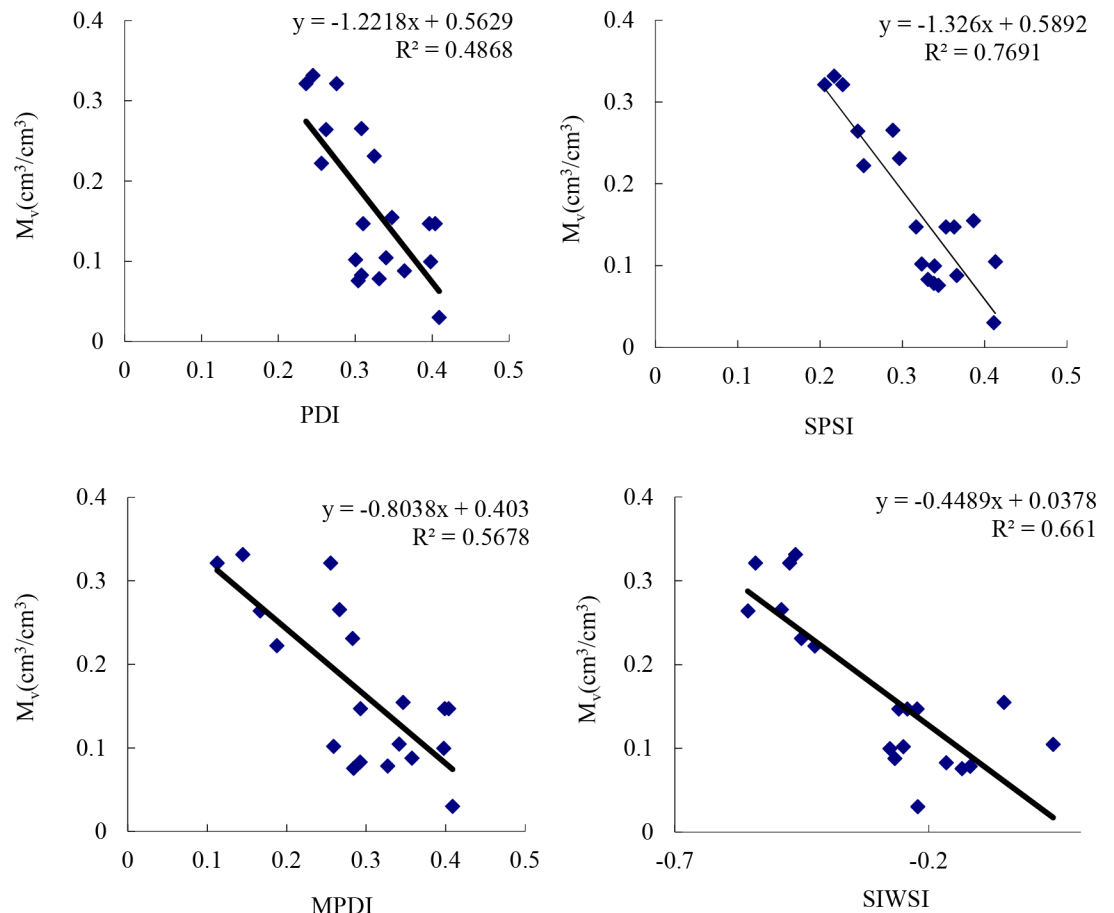 y = -1.2218x + 0.5629
R² = 0.4868
0.4
0.3
0.2
0.1
0
0
0.1
0.2
0.3
0.4
0.5
Mv(cm³/cm³)
PDI
y = -1.326x + 0.5892
R² = 0.7691
0.4
0.3
0.2
0.1
0
0
0.1
0.2
0.3
0.4
0.5
Mv(cm³/cm³)
SPSI
y = -0.8038x + 0.403
R² = 0.5678
0.4
0.3
0.2
0.1
0
0
0.1
0.2
0.3
0.4
0.5
Mv(cm³/cm³)
MPDI
y = -0.4489x + 0.0378
R² = 0.661
0.4
0.3
0.2
0.1
0
-0.7
-0.2
Mv(cm³/cm³)
SIWSI